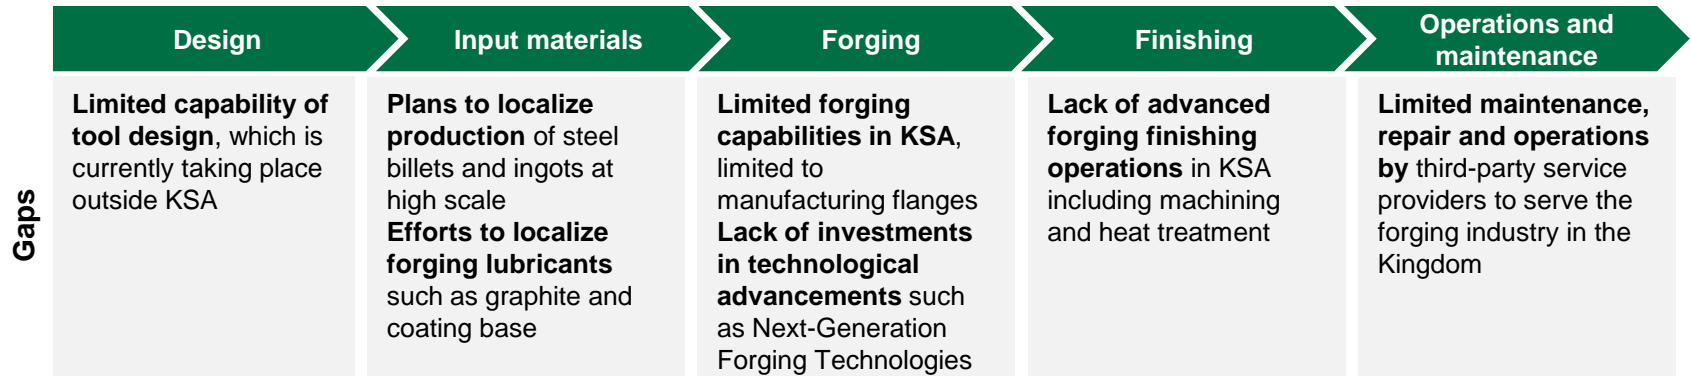 Design
Input materials
Forging
Finishing
Operations and
maintenance
Gaps
Limited capability of
tool design, which is
currently taking place
outside KSA
Plans to localize
production of steel
billets and ingots at
high scale
Efforts to localize
forging lubricants
such as graphite and
coating base
Limited forging
capabilities in KSA,
limited to
manufacturing flanges
Lack of investments
in technological
advancements such
as Next-Generation
Forging Technologies
Lack of advanced
forging finishing
operations in KSA
including machining
and heat treatment
Limited maintenance,
repair and operations
by third-party service
providers to serve the
forging industry in the
Kingdom